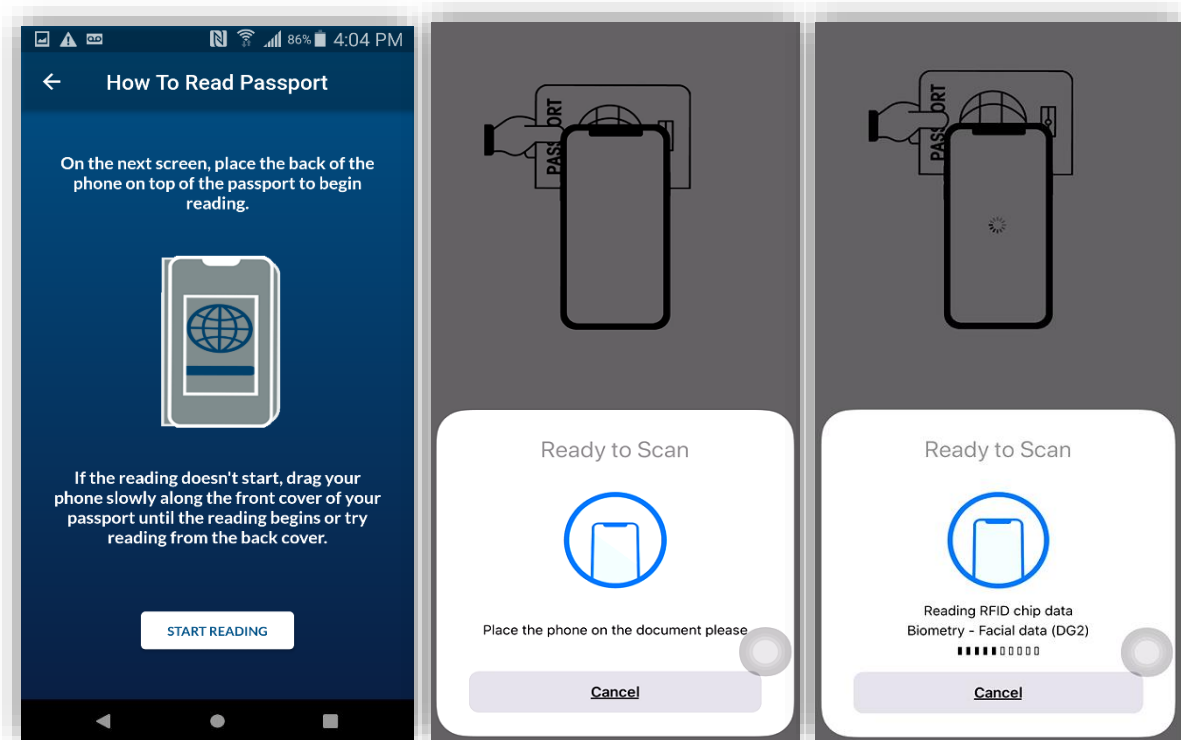 86% 4:04 PM
How To Read Passport
On the next screen, place the back of the
phone on top of the passport to begin
reading.
If the reading doesn't start, drag your
phone slowly along the front cover of your
passport until the reading begins or try
reading from the back cover.
START READING
PASSPORT
Ready to Scan
Place the phone on the document please
Cancel
PASSPORT
Ready to Scan
Reading RFID chip data
Biometry - Facial data (DG2)
Cancel